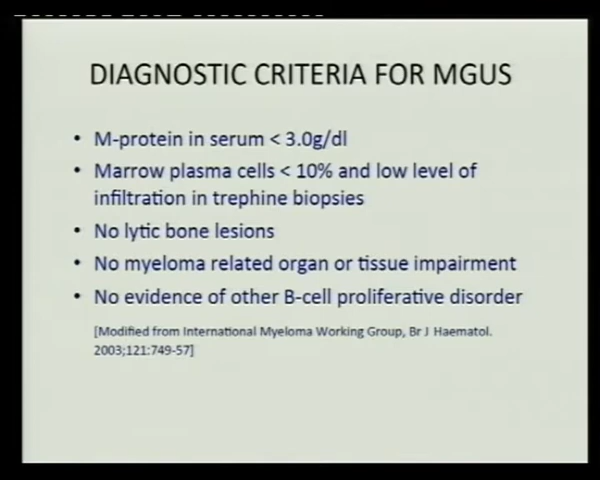 DIAGNOSTIC CRITERIA FOR MGUS
• M-protein in serum < 3.0g/dl
• Marrow plasma cells < 10% and low level of
infiltration in trephine biopsies
• No lytic bone lesions
• No myeloma related organ or tissue impairment
• No evidence of other B-cell proliferative disorder
[Modified from International Myeloma Working Group, Br J Haematol.
2003;121:749-57]